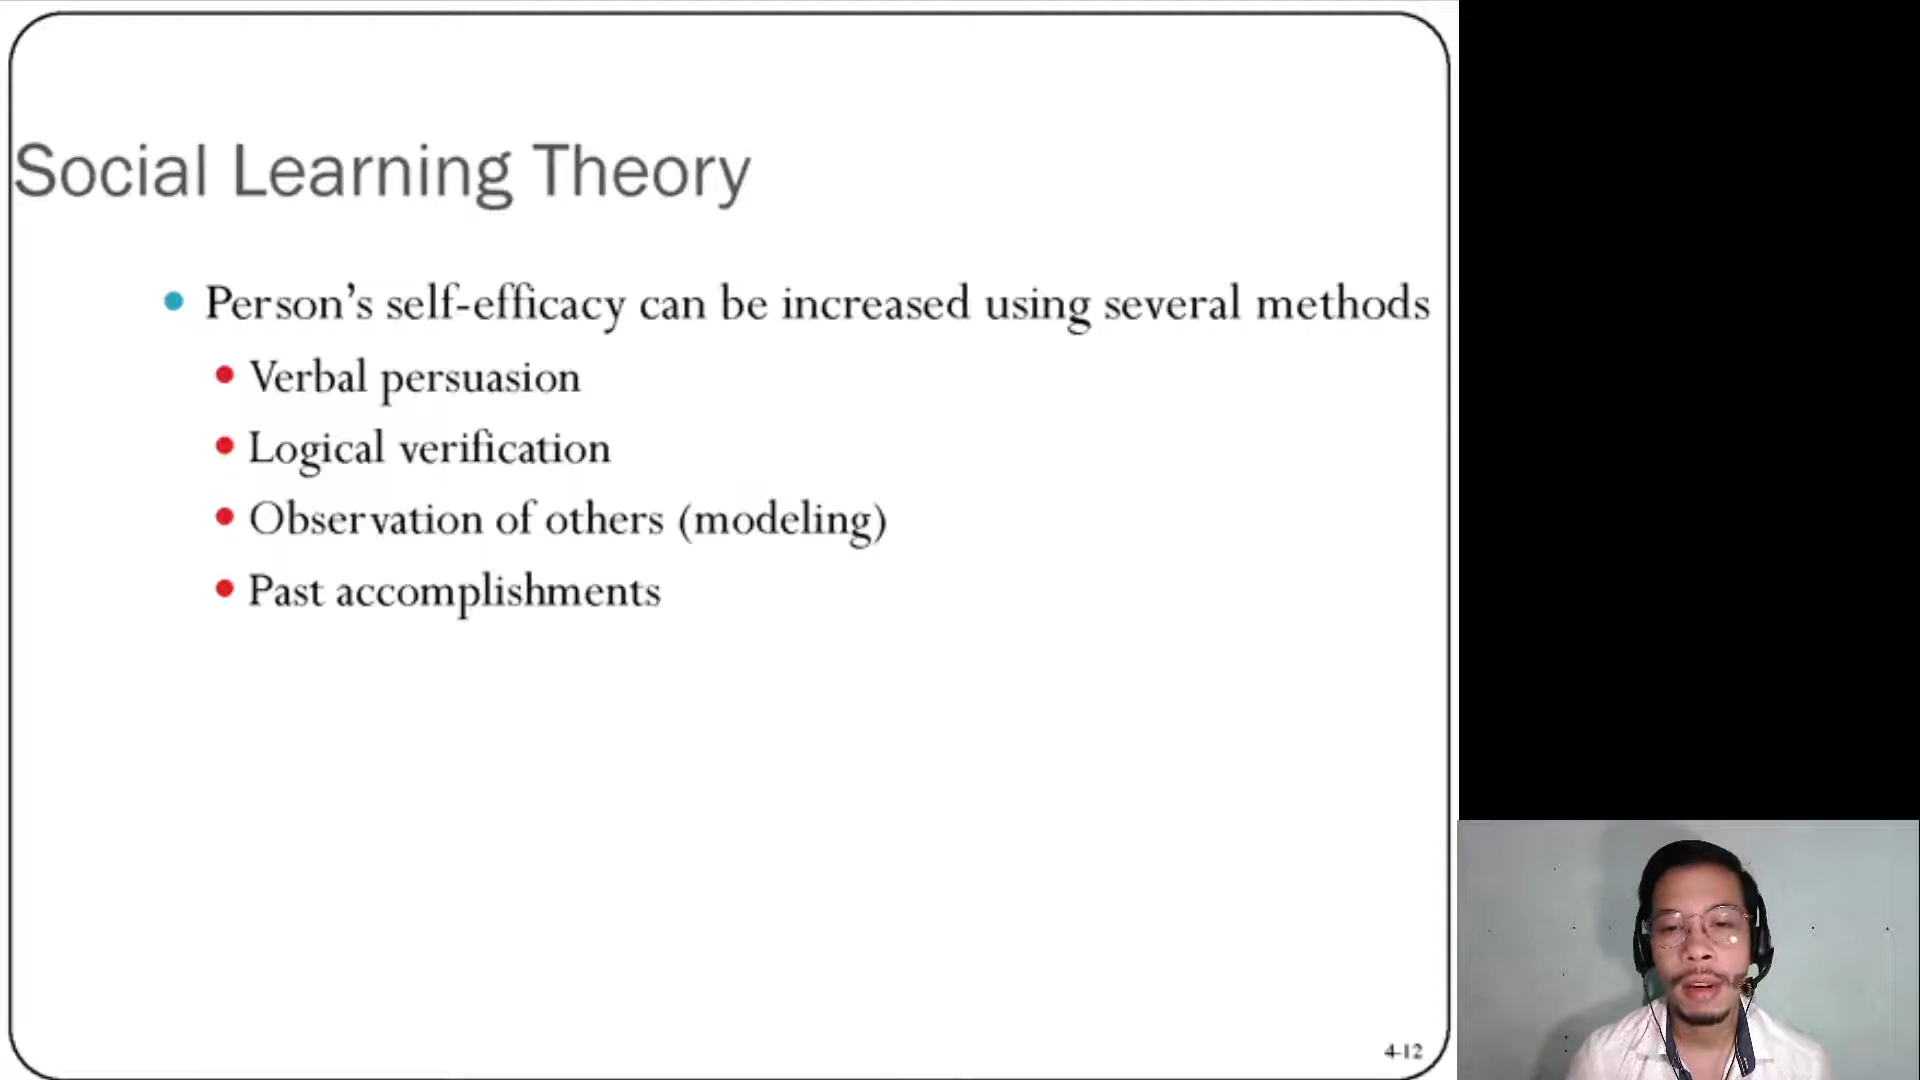 Social Learning Theory
Person's self-efficacy can be increased using several methods
Verbal persuasion
Logical verification
Observation of others (modeling)
Past accomplishments
4-12